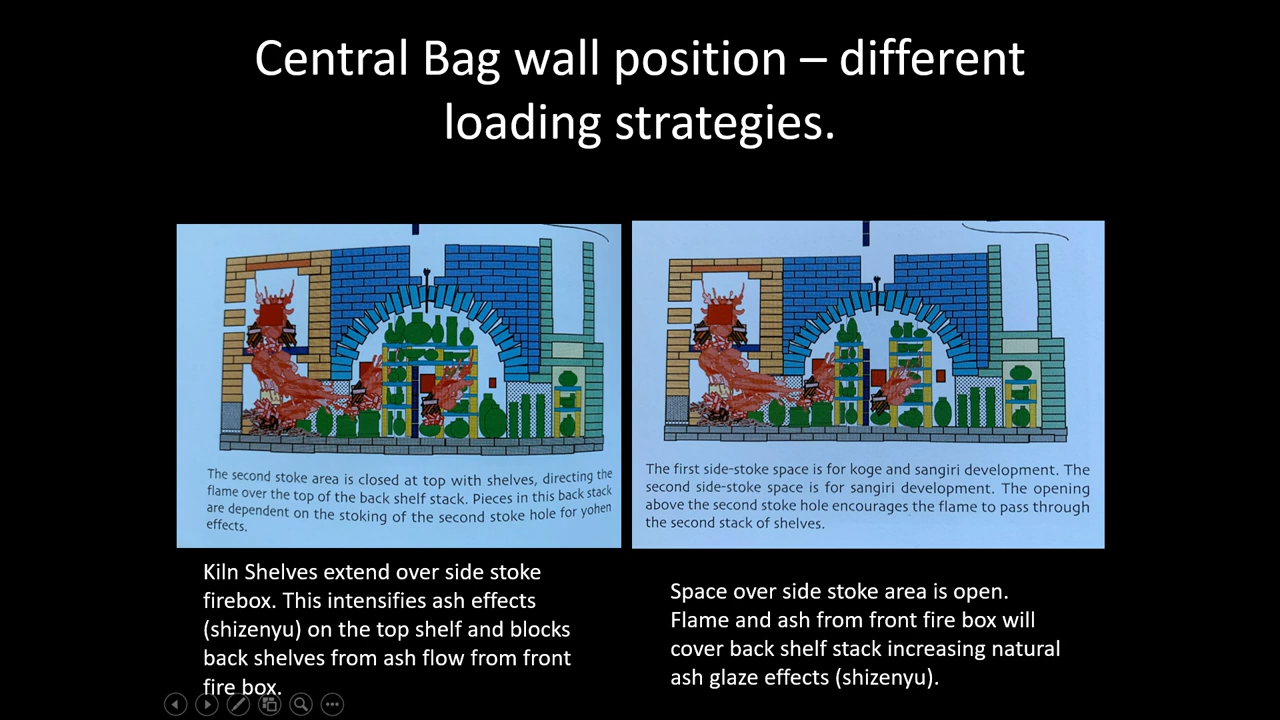 Central Bag wall position – different
loading strategies.
The second stoke area is closed at top with shelves, directing the
flame over the top of the back shelf stack. Pieces in this back stack
are dependent on the stoking of the second stoke hole for yohen
effects.
Kiln Shelves extend over side stoke
firebox. This intensifies ash effects
(shizenyu) on the top shelf and blocks
back shelves from ash flow from front
fire box.
The first side-stoke space is for koge and sangiri development. The
second side-stoke space is for sangiri development. The opening
above the second stoke hole encourages the flame to pass through
the second stack of shelves.
Space over side stoke area is open.
Flame and ash from front fire box will
cover back shelf stack increasing natural
ash glaze effects (shizenyu).